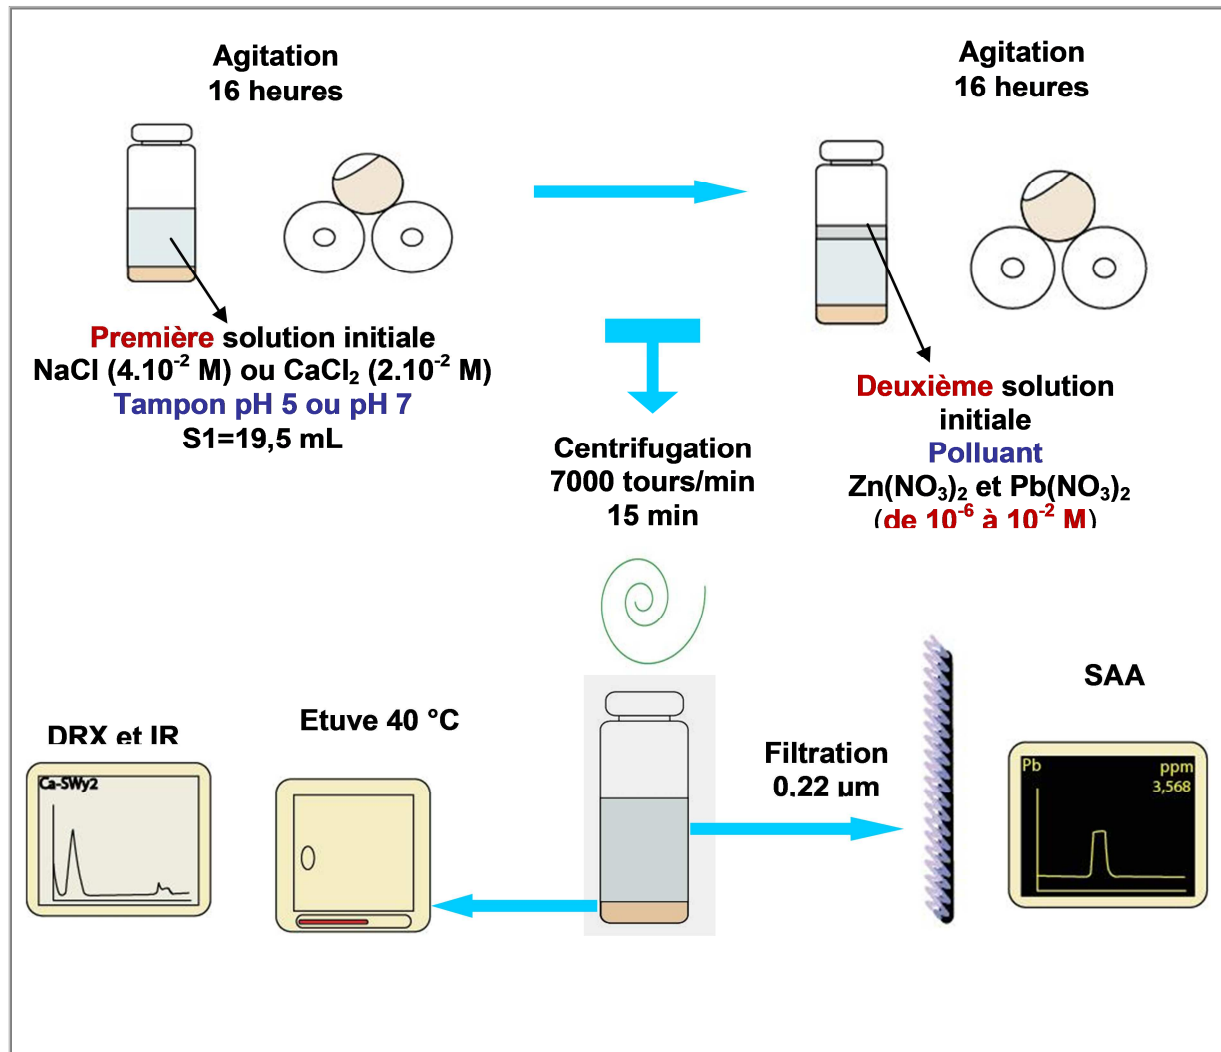 Agitation
16 heures
Agitation
16 heures
Première solution initiale
NaCl (4.10⁻² M) ou CaCl₂ (2.10⁻² M)
Tampon pH 5 ou pH 7
S1=19,5 mL
Deuxième solution
initiale
Polluant
Zn(NO₃)₂ et Pb(NO₃)₂
(de 10⁻⁶ à 10⁻² M)
Centrifugation
7000 tours/min
15 min
DRX et IR
Ca-SWy2
Etuve 40 °C
Filtration
0.22 µm
SAA
Pb
ppm
3,568